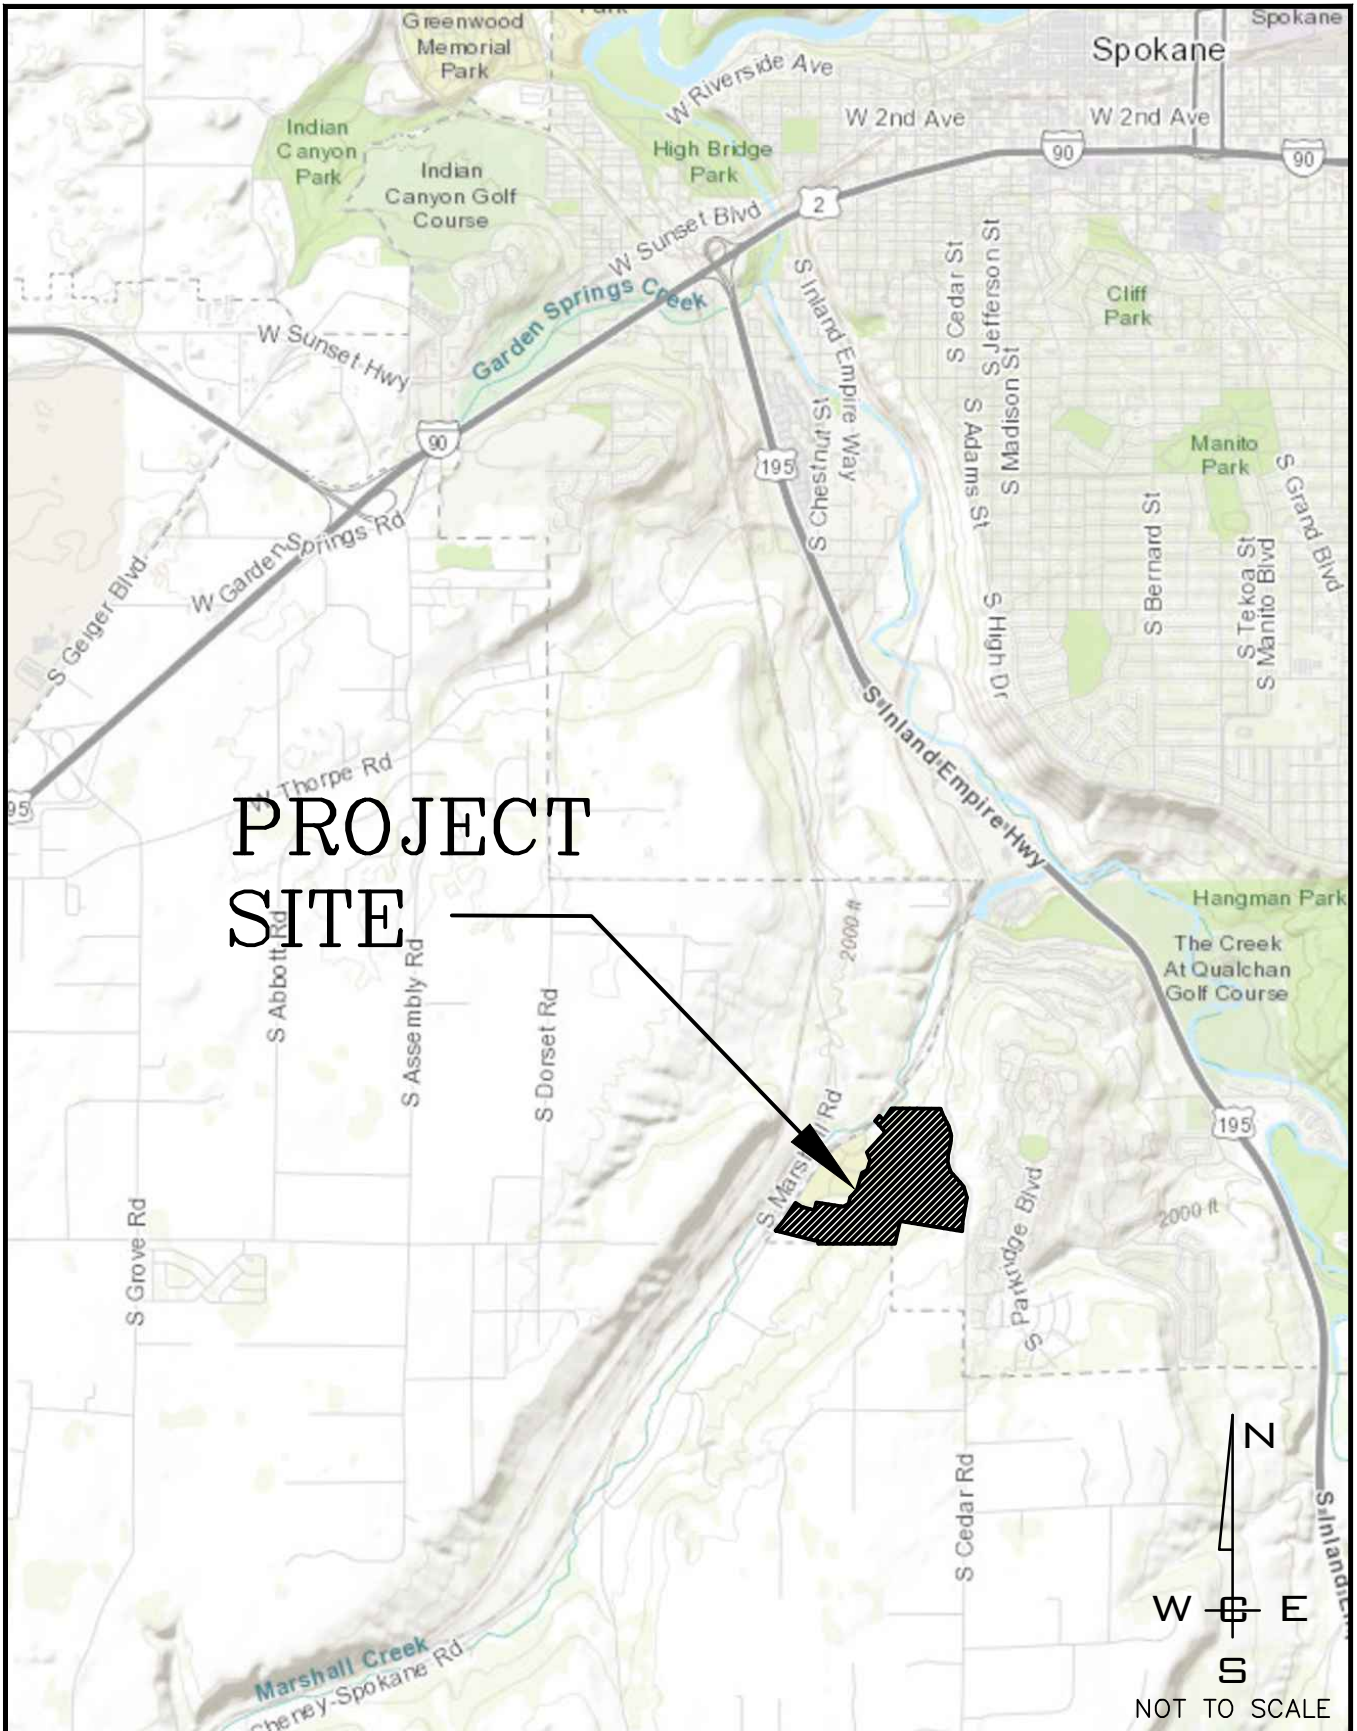 Greenwood
Memorial
Park
Park
Spokane
Spokane
W Riverside Ave
W 2nd Ave
W 2nd Ave
Indian
Canyon
Park
Indian
Canyon Golf
Course
High Bridge
Park
90
90
2
W Sunset Blvd
Garden Springs Creek
S Inland Empire Way
S Cedar St
S Jefferson St
Cliff
Park
W Sunset Hwy
S Madison St
90
195
S Chestnut St
S Adams St
Manito
Park
S Grand Blvd
W Garden Springs Rd
S Geiger Blvd
S Bernard St
S Tekoa St
S Manito Blvd
S High Dr
S Inland Empire Hwy
95
W Thorpe Rd
PROJECT
SITE
Hangman Park
The Creek
At Qualchan
Golf Course
2000 ft
S Abbott Rd
S Assembly Rd
S Dorset Rd
195
S Parkridge Blvd
2000 ft
S Grove Rd
S Cedar Rd
N
W E
S
NOT TO SCALE
Marshall Creek
Cheney-Spokane Rd